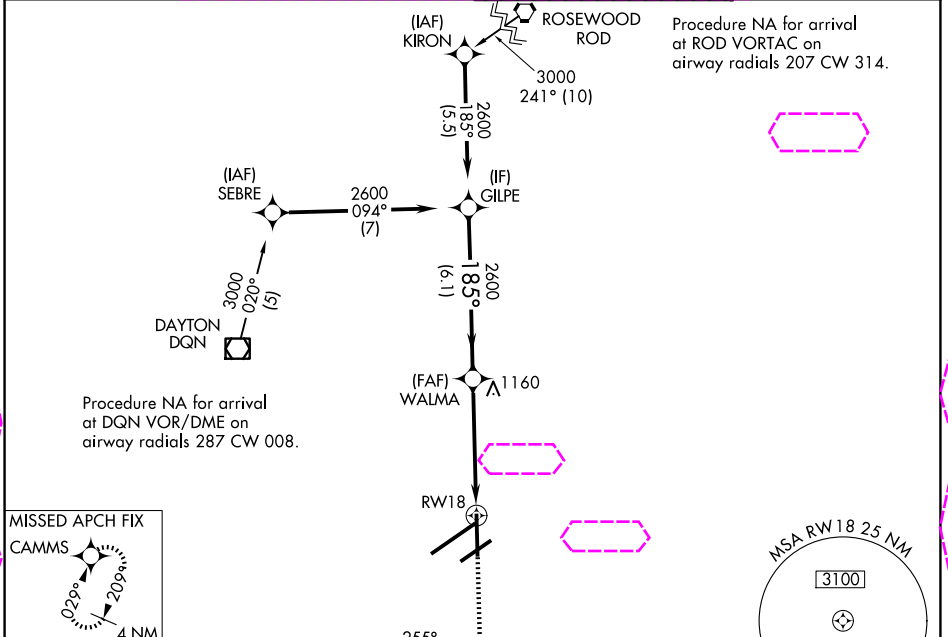 (IAF)
KIRON
ROSEWOOD
ROD
Procedure NA for arrival
at ROD VORTAC on
airway radials 207 CW 314.
3000
241° (10)
2600
185°
(5.5)
(IAF)
SEBRE
2600
094°
(7)
(IF)
GILPE
2600
185°
(6.1)
3000
020°
(5)
DAYTON
DQN
(FAF)
WALMA
1160
Procedure NA for arrival
at DQN VOR/DME on
airway radials 287 CW 008.
RW18
MISSED APCH FIX
CAMMS
029°
209°
4 NM
MSA RW18 25 NM
3100
255°